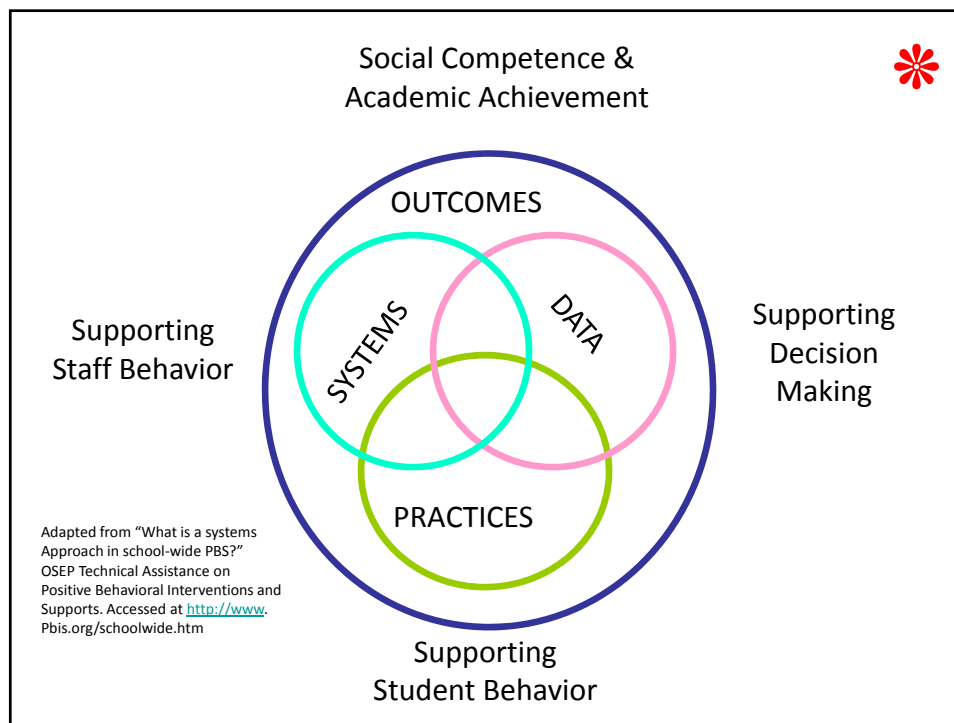 Social Competence &
Academic Achievement
OUTCOMES
Supporting
Staff Behavior
SYSTEMS
DATA
Supporting
Decision
Making
PRACTICES
Adapted from “What is a systems
Approach in school-wide PBS?”
OSEP Technical Assistance on
Positive Behavioral Interventions and
Supports. Accessed at http://www.
Pbis.org/schoolwide.htm
Supporting
Student Behavior